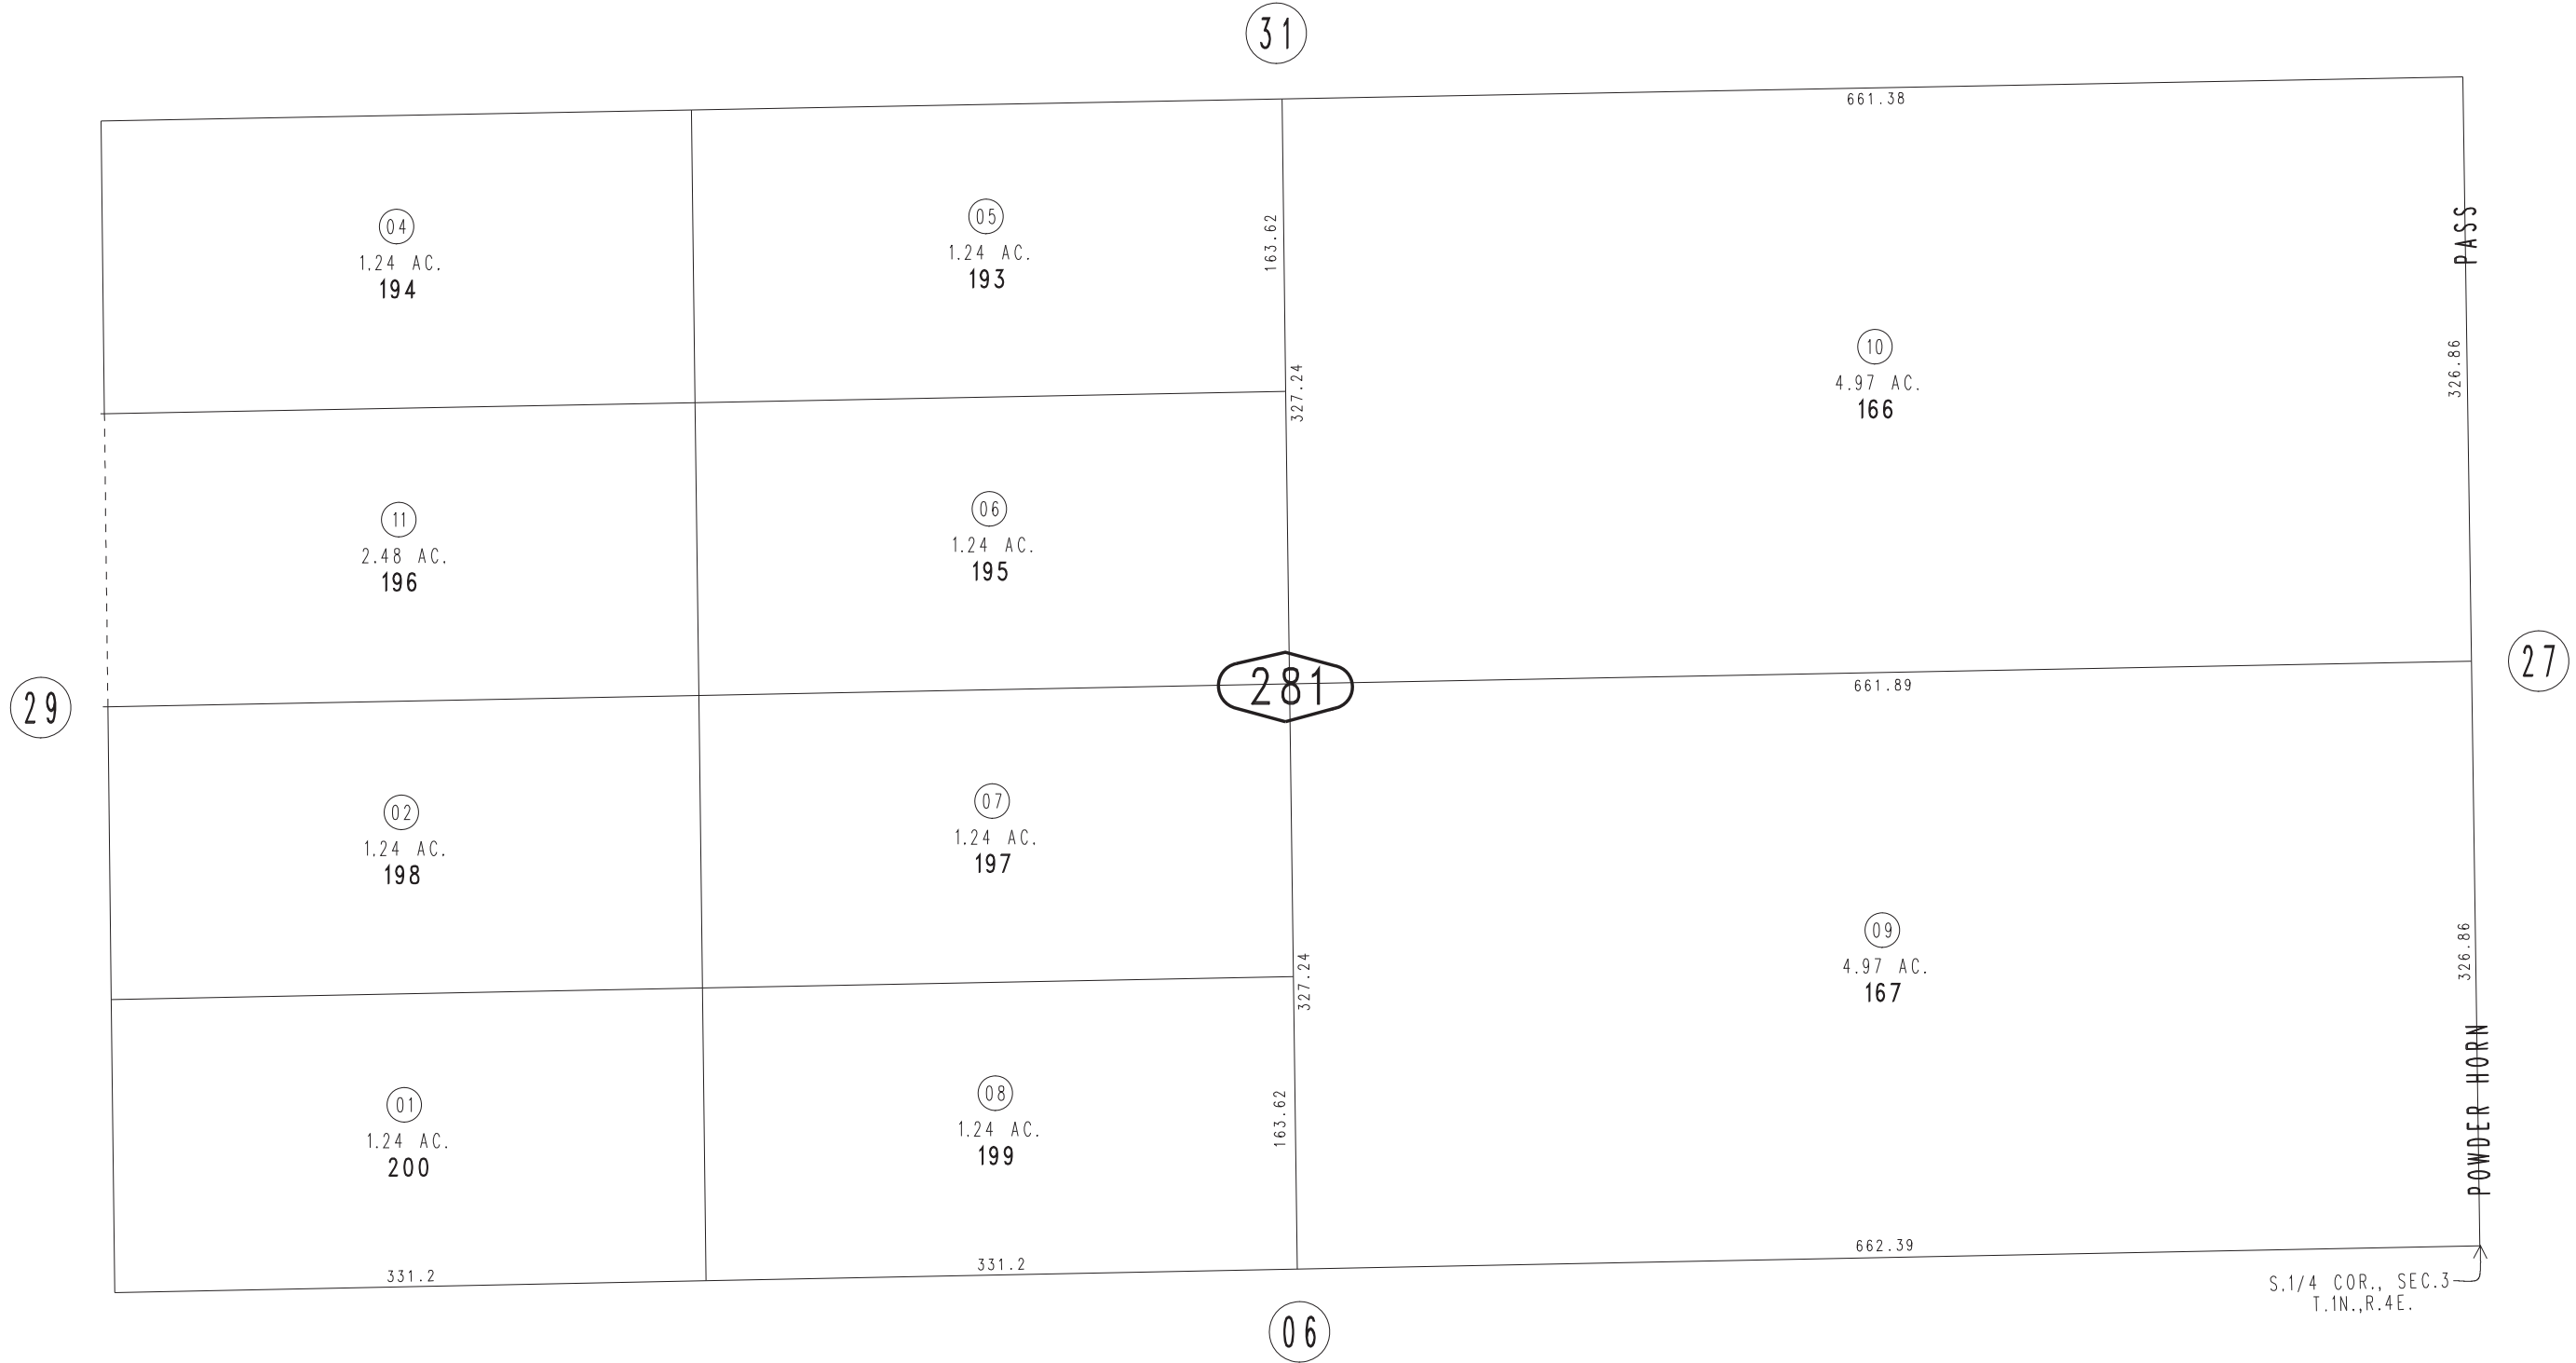 31
661.38
04
1.24 AC.
194
05
1.24 AC.
193
163.62
PASS
10
4.97 AC.
166
327.24
326.86
11
2.48 AC.
196
06
1.24 AC.
195
281
661.89
29
27
02
1.24 AC.
198
07
1.24 AC.
197
09
4.97 AC.
167
327.24
326.86
01
1.24 AC.
200
08
1.24 AC.
199
163.62
POWDER HORN
331.2
331.2
662.39
S.1/4 COR., SEC.3
T.1N.,R.4E.
06